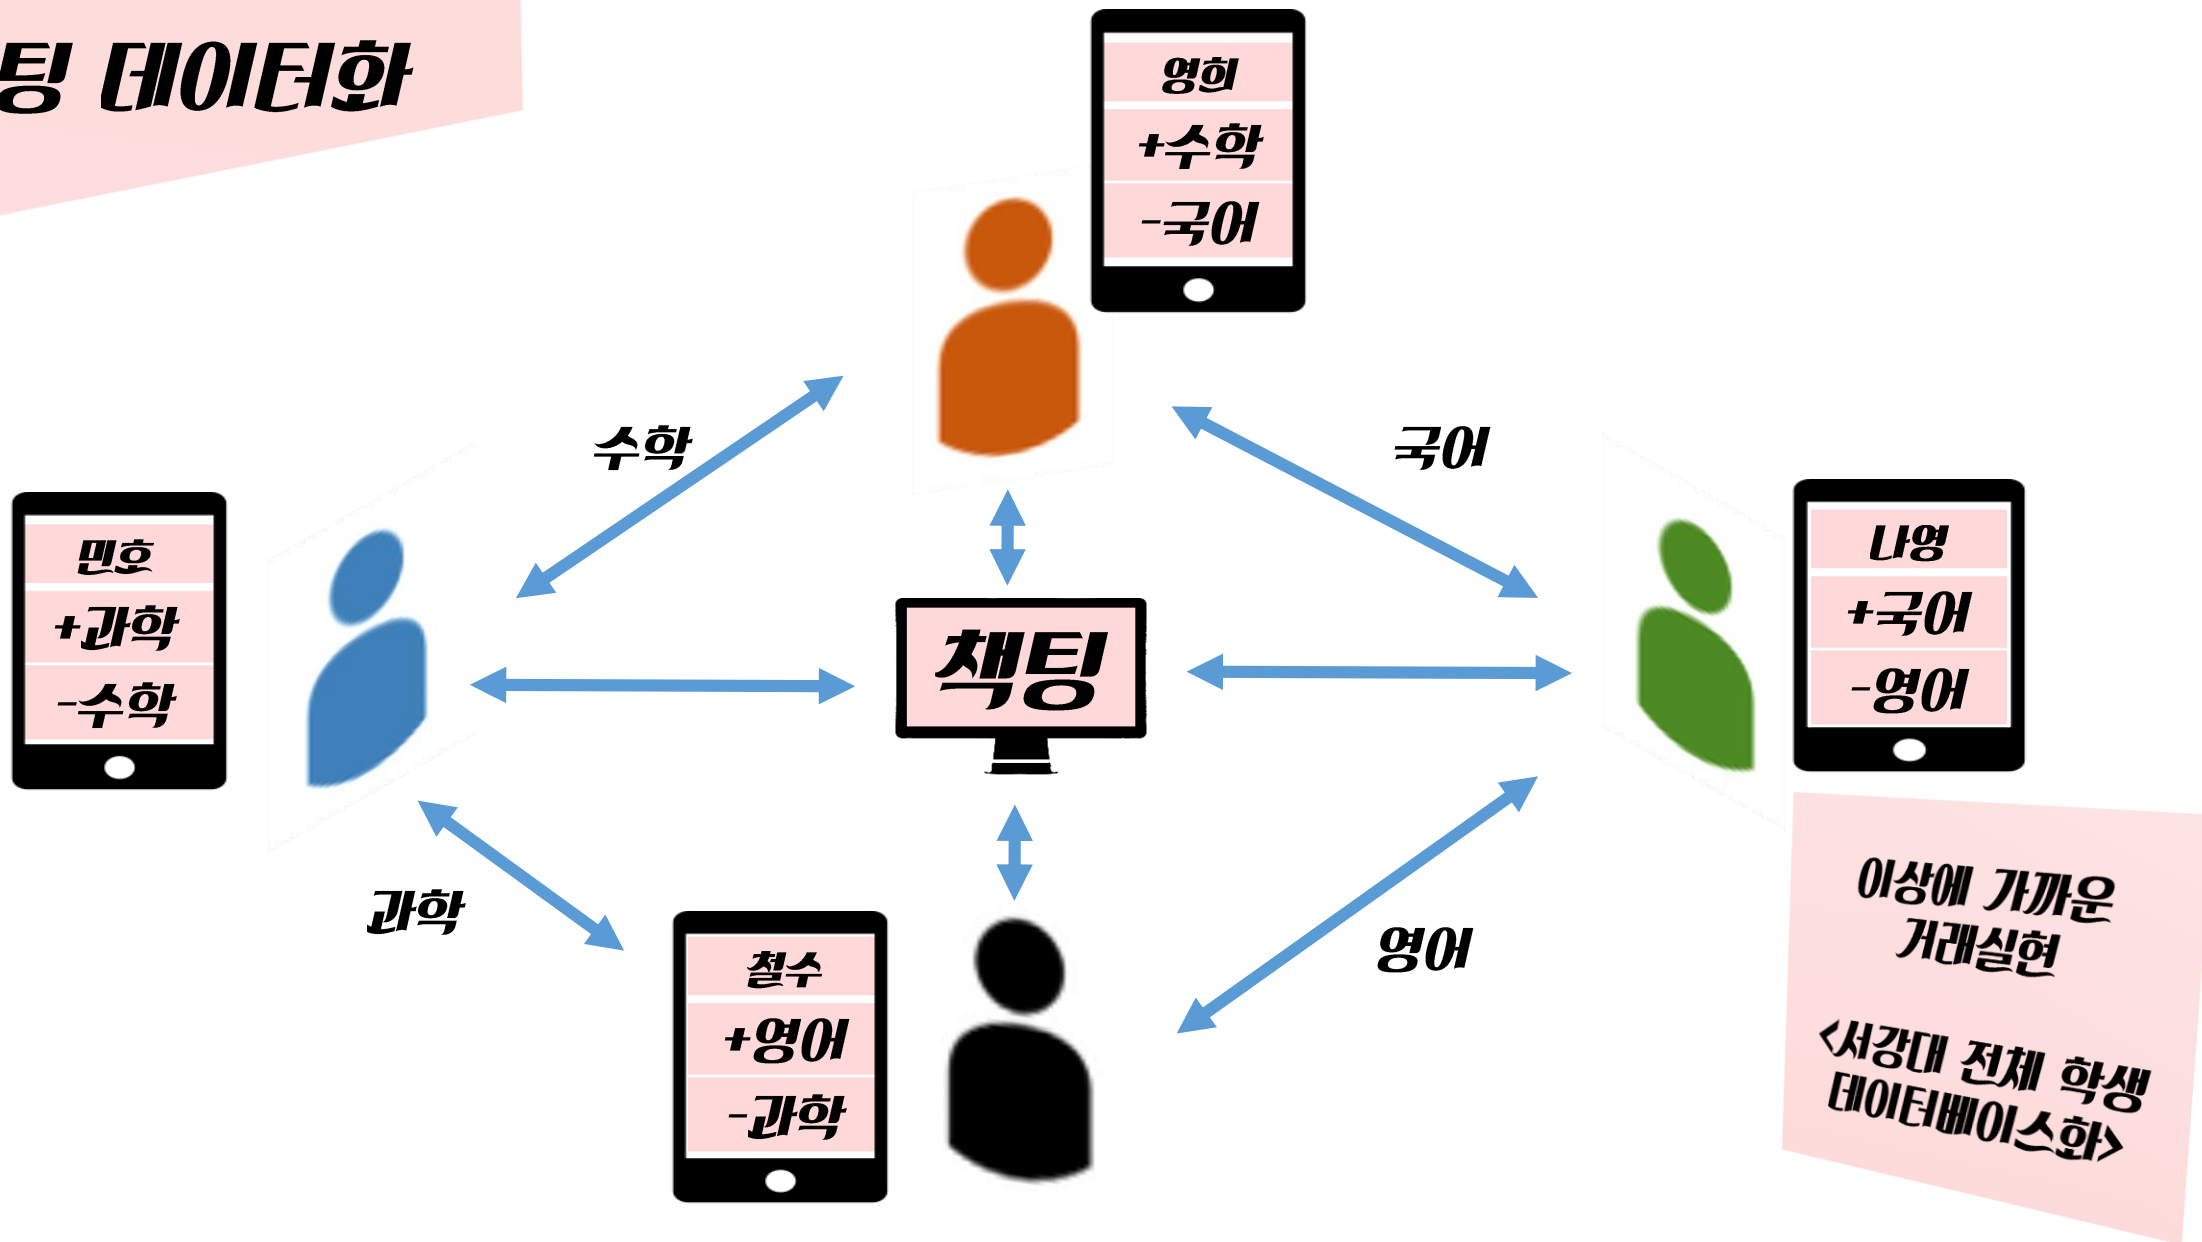 팅 데이터화
영희
+수학
-국어
수학
국어
민호
+과학
-수학
나영
+국어
-영어
책팅
과학
영어
철수
+영어
-과학
이상에 가까운
거래실현
<서강대 전체 학생
데이터베이스화>